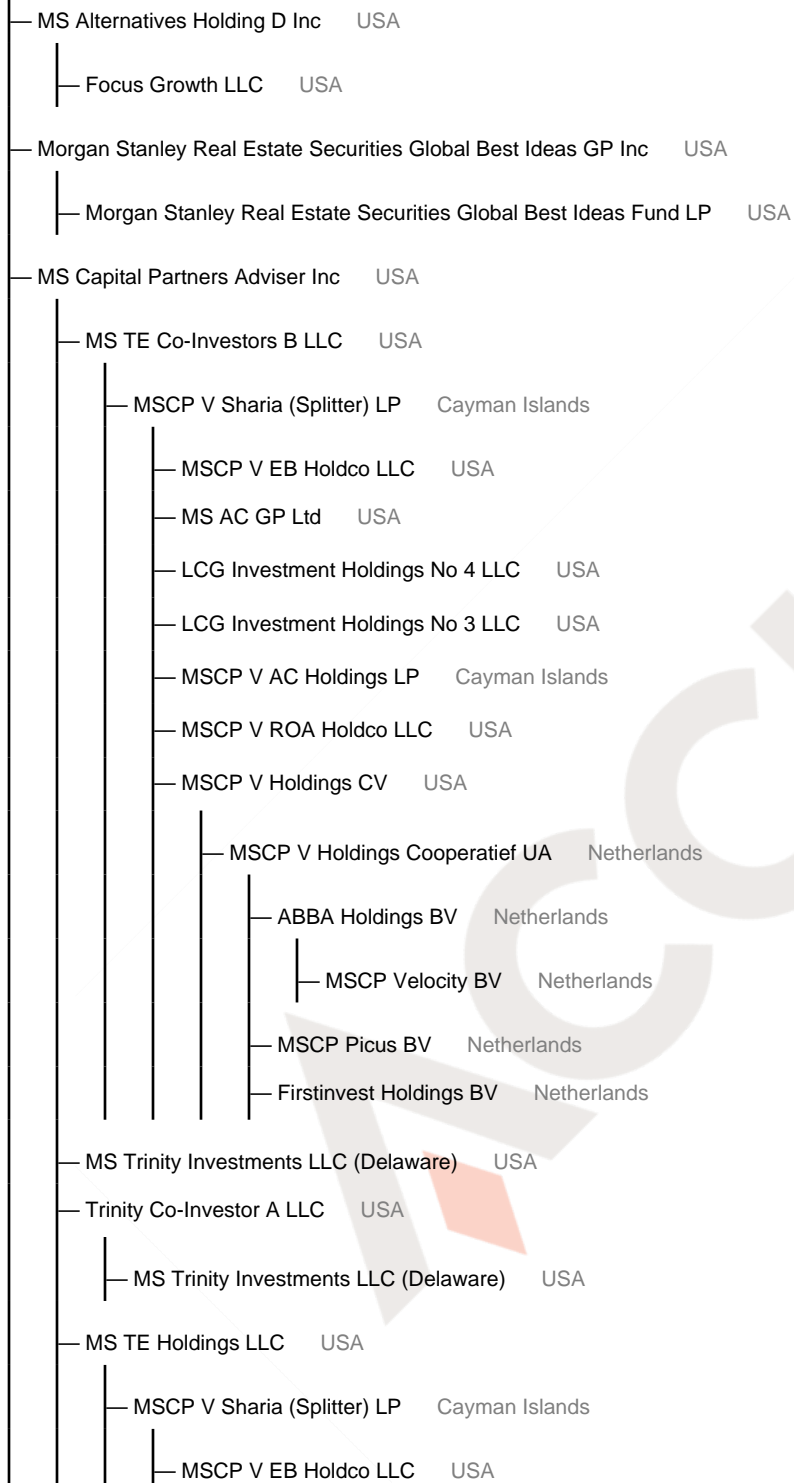 MS Alternatives Holding D Inc USA
Focus Growth LLC USA
Morgan Stanley Real Estate Securities Global Best Ideas GP Inc USA
Morgan Stanley Real Estate Securities Global Best Ideas Fund LP USA
MS Capital Partners Adviser Inc USA
MS TE Co-Investors B LLC USA
MSCP V Sharia (Splitter) LP Cayman Islands
MSCP V EB Holdco LLC USA
MS AC GP Ltd USA
LCG Investment Holdings No 4 LLC USA
LCG Investment Holdings No 3 LLC USA
MSCP V AC Holdings LP Cayman Islands
MSCP V ROA Holdco LLC USA
MSCP V Holdings CV USA
MSCP V Holdings Cooperatief UA Netherlands
ABBA Holdings BV Netherlands
MSCP Velocity BV Netherlands
MSCP Picus BV Netherlands
Firstinvest Holdings BV Netherlands
MS Trinity Investments LLC (Delaware) USA
Trinity Co-Investor A LLC USA
MS Trinity Investments LLC (Delaware) USA
MS TE Holdings LLC USA
MSCP V Sharia (Splitter) LP Cayman Islands
MSCP V EB Holdco LLC USA